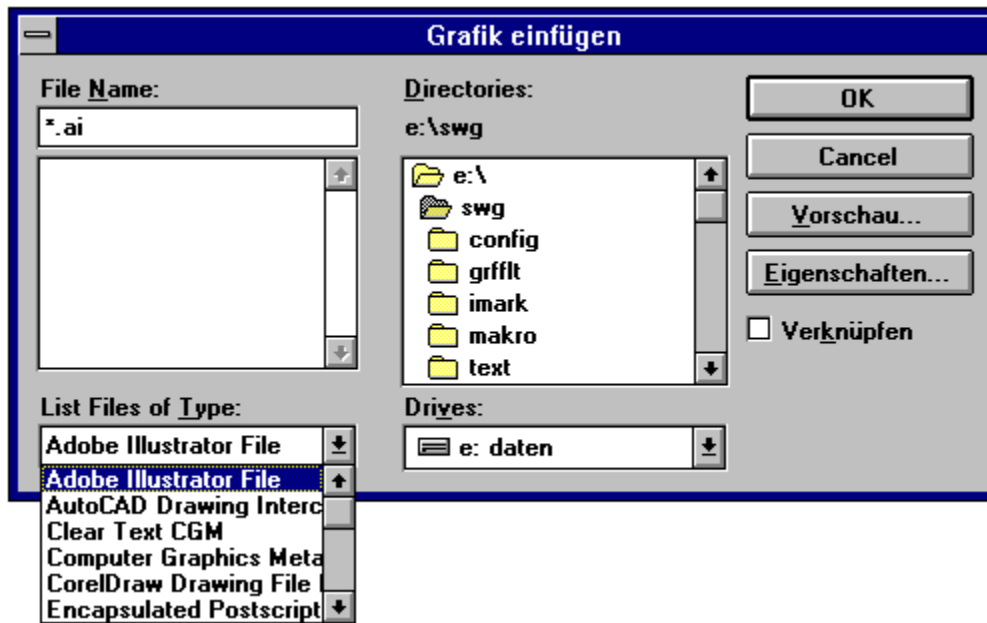 Grafik einfügen
File Name:
*.ai
Directories:
e:\swg
e:\
swg
config
grfflt
imark
makro
text
OK
Cancel
Vorschau...
Eigenschaften...
Verknüpfen
List Files of Type:
Adobe Illustrator File
Adobe Illustrator File
AutoCAD Drawing Interc
Clear Text CGM
Computer Graphics Meta
CorelDraw Drawing File
Encapsulated Postscript
Drives:
e: daten